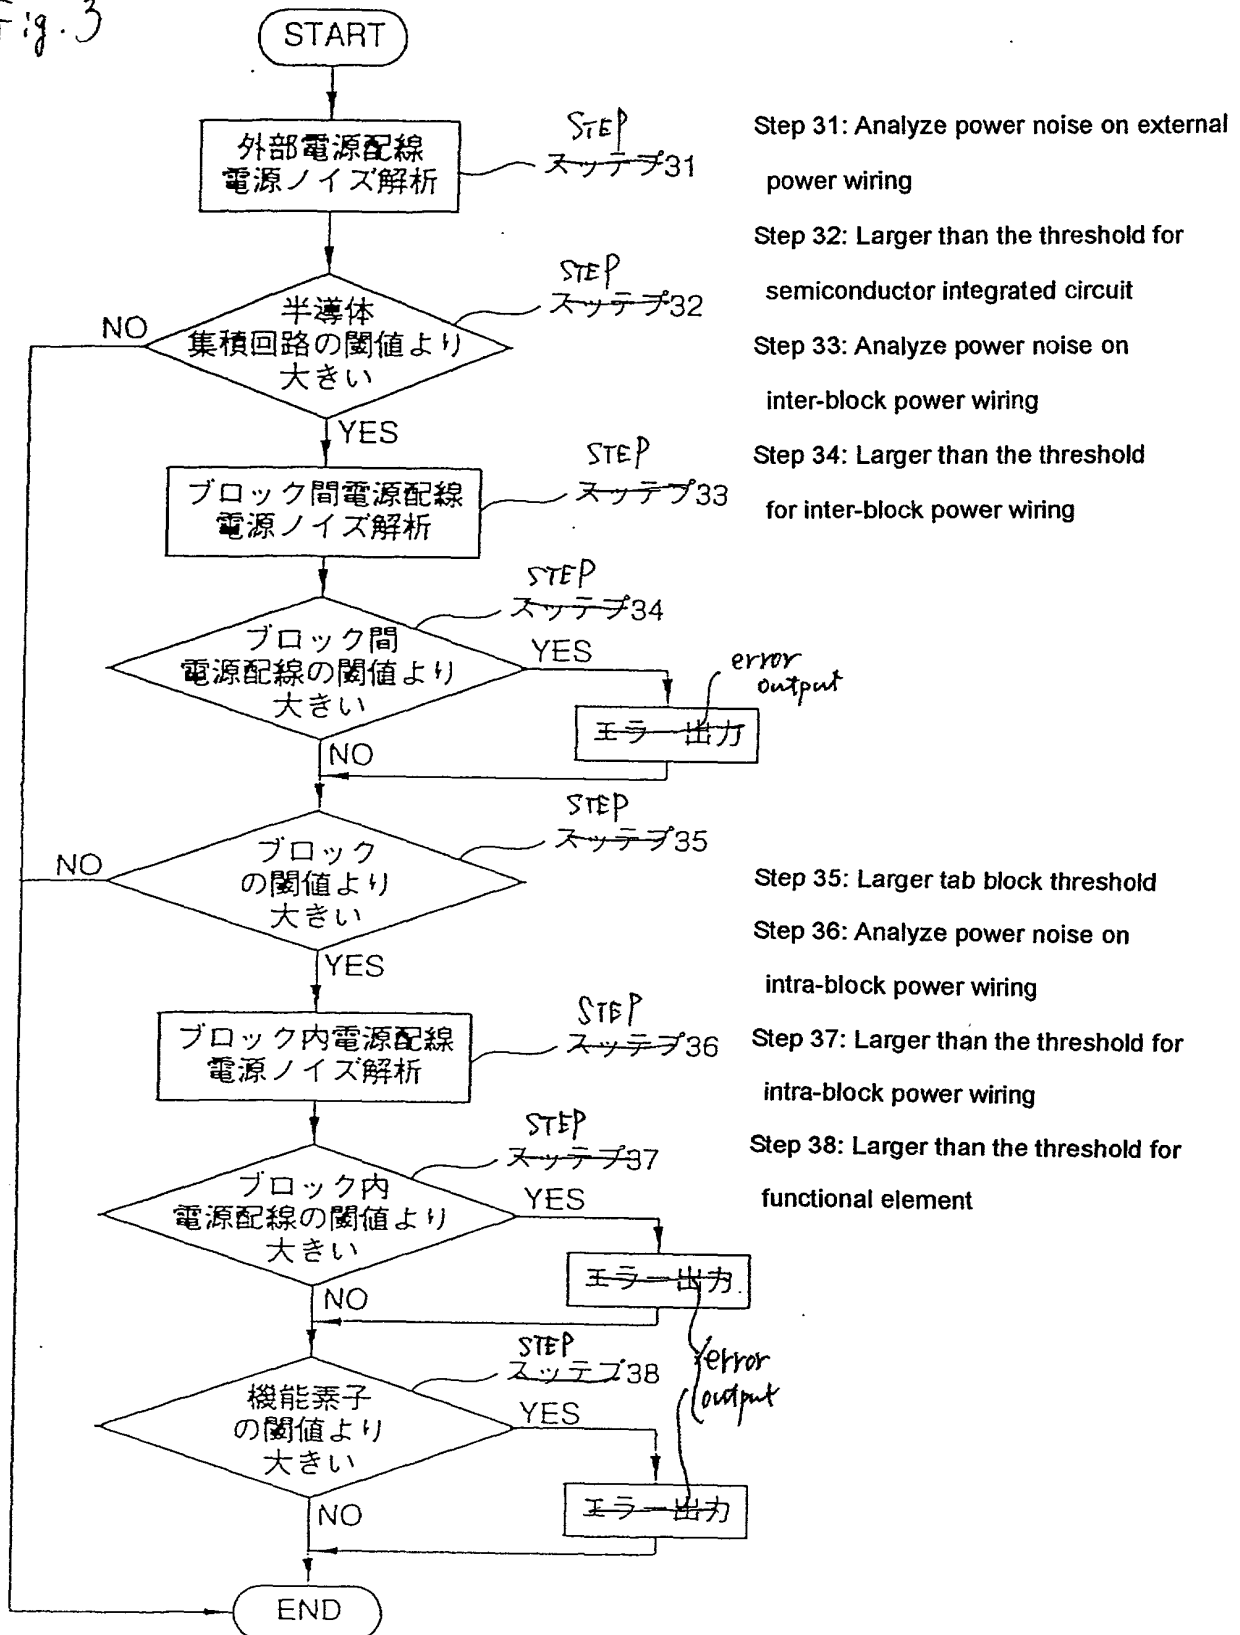 Fig. 3
START
外部電源配線
電源ノイズ解析
STEP
スッテプ31
Step 31: Analyze power noise on external
power wiring
Step 32: Larger than the threshold for
semiconductor integrated circuit
STEP
スッテプ32
半導体
集積回路の閾値より
大きい
NO
YES
Step 33: Analyze power noise on
inter-block power wiring
STEP
スッテプ33
ブロック間電源配線
電源ノイズ解析
Step 34: Larger than the threshold
for inter-block power wiring
STEP
スッテプ34
ブロック間
電源配線の閾値より
大きい
YES
error
output
エラー出力
NO
STEP
スッテプ35
ブロック
の閾値より
大きい
NO
YES
Step 35: Larger tab block threshold
Step 36: Analyze power noise on
intra-block power wiring
STEP
スッテプ36
ブロック内電源配線
電源ノイズ解析
Step 37: Larger than the threshold for
intra-block power wiring
STEP
スッテプ37
ブロック内
電源配線の閾値より
大きい
YES
Step 38: Larger than the threshold for
functional element
エラー出力
NO
STEP
スッテプ38
error
output
機能素子
の閾値より
大きい
YES
エラー出力
NO
END